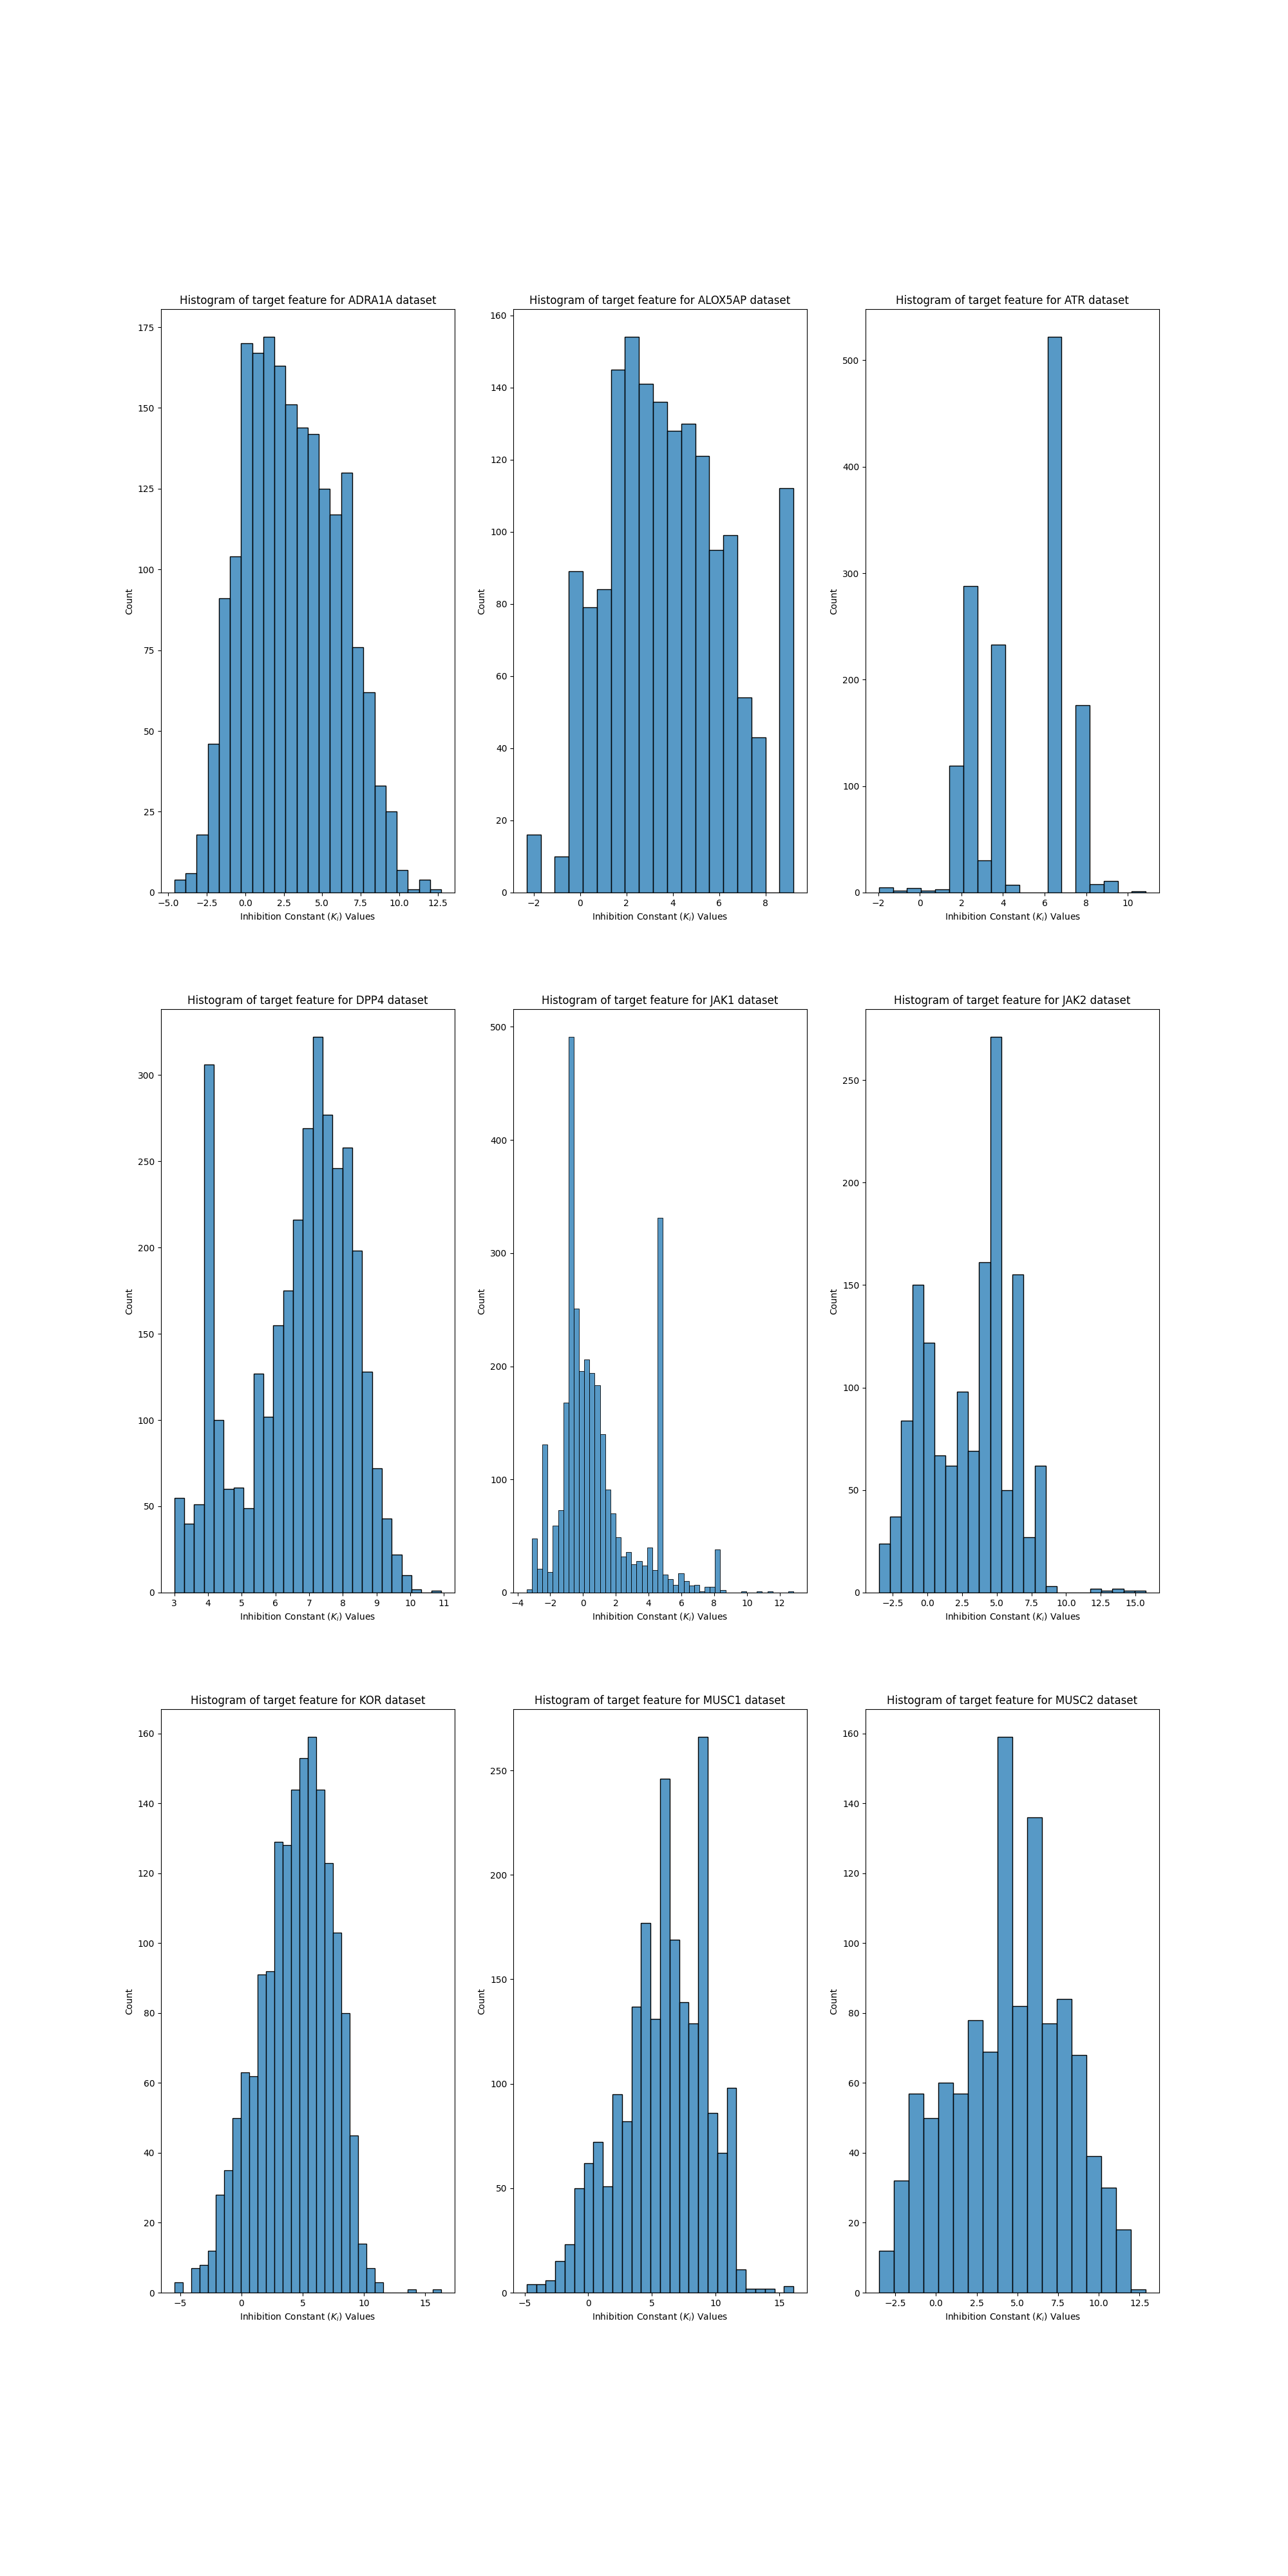 Histogram of target feature for ADRA1A dataset
Count
175
150
125
100
75
50
25
0
−5.0 −2.5 0.0 2.5 5.0 7.5 10.0 12.5
Inhibition Constant (Ki) Values
Histogram of target feature for ALOX5AP dataset
Count
160
140
120
100
80
60
40
20
0
−2 0 2 4 6 8
Inhibition Constant (Ki) Values
Histogram of target feature for ATR dataset
Count
500
400
300
200
100
0
−2 0 2 4 6 8 10
Inhibition Constant (Ki) Values
Histogram of target feature for DPP4 dataset
Count
300
250
200
150
100
50
0
3 4 5 6 7 8 9 10 11
Inhibition Constant (Ki) Values
Histogram of target feature for JAK1 dataset
Count
500
400
300
200
100
0
−4 −2 0 2 4 6 8 10 12
Inhibition Constant (Ki) Values
Histogram of target feature for JAK2 dataset
Count
250
200
150
100
50
0
−2.5 0.0 2.5 5.0 7.5 10.0 12.5 15.0
Inhibition Constant (Ki) Values
Histogram of target feature for KOR dataset
Count
160
140
120
100
80
60
40
20
0
−5 0 5 10 15
Inhibition Constant (Ki) Values
Histogram of target feature for MUSC1 dataset
Count
250
200
150
100
50
0
−5 0 5 10 15
Inhibition Constant (Ki) Values
Histogram of target feature for MUSC2 dataset
Count
160
140
120
100
80
60
40
20
0
−2.5 0.0 2.5 5.0 7.5 10.0 12.5
Inhibition Constant (Ki) Values